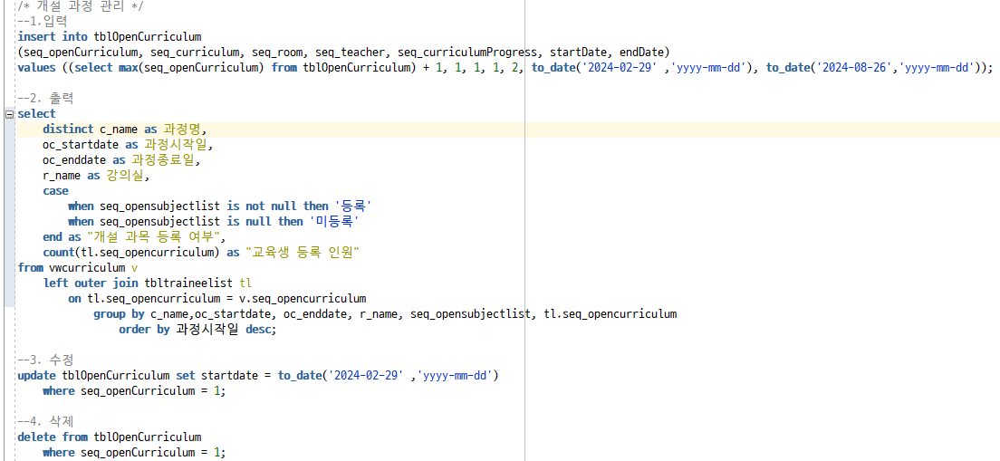 /* 개설 과정 관리 */
--1.입력
insert into tblOpenCurriculum
(seq_openCurriculum, seq_curriculum, seq_room, seq_teacher, seq_curriculumProgress, startDate, endDate)
values ((select max(seq_openCurriculum) from tblOpenCurriculum) + 1, 1, 1, 1, 2, to_date('2024-02-29' ,'yyyy-mm-dd'), to_date('2024-08-26','yyyy-mm-dd'));
--2. 출력
select
distinct c_name as 과정명,
oc_startdate as 과정시작일,
oc_enddate as 과정종료일,
r_name as 강의실,
case
when seq_opensubjectlist is not null then '등록'
when seq_opensubjectlist is null then '미등록'
end as "개설 과목 등록 여부",
count(tl.seq_opencurriculum) as "교육생 등록 인원"
from vwcurriculum v
left outer join tbltraineelist tl
on tl.seq_opencurriculum = v.seq_opencurriculum
group by c_name,oc_startdate, oc_enddate, r_name, seq_opensubjectlist, tl.seq_opencurriculum
order by 과정시작일 desc;
--3. 수정
update tblOpenCurriculum set startdate = to_date('2024-02-29' ,'yyyy-mm-dd')
where seq_openCurriculum = 1;
--4. 삭제
delete from tblOpenCurriculum
where seq_openCurriculum = 1;